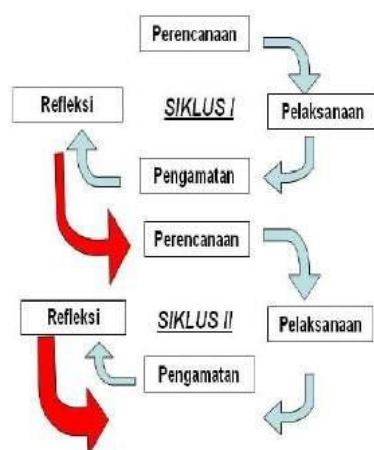 Perencanaan
Refleksi
SIKLUS I
Pelaksanaan
Pengamatan
Perencanaan
Refleksi
SIKLUS II
Pelaksanaan
Pengamatan